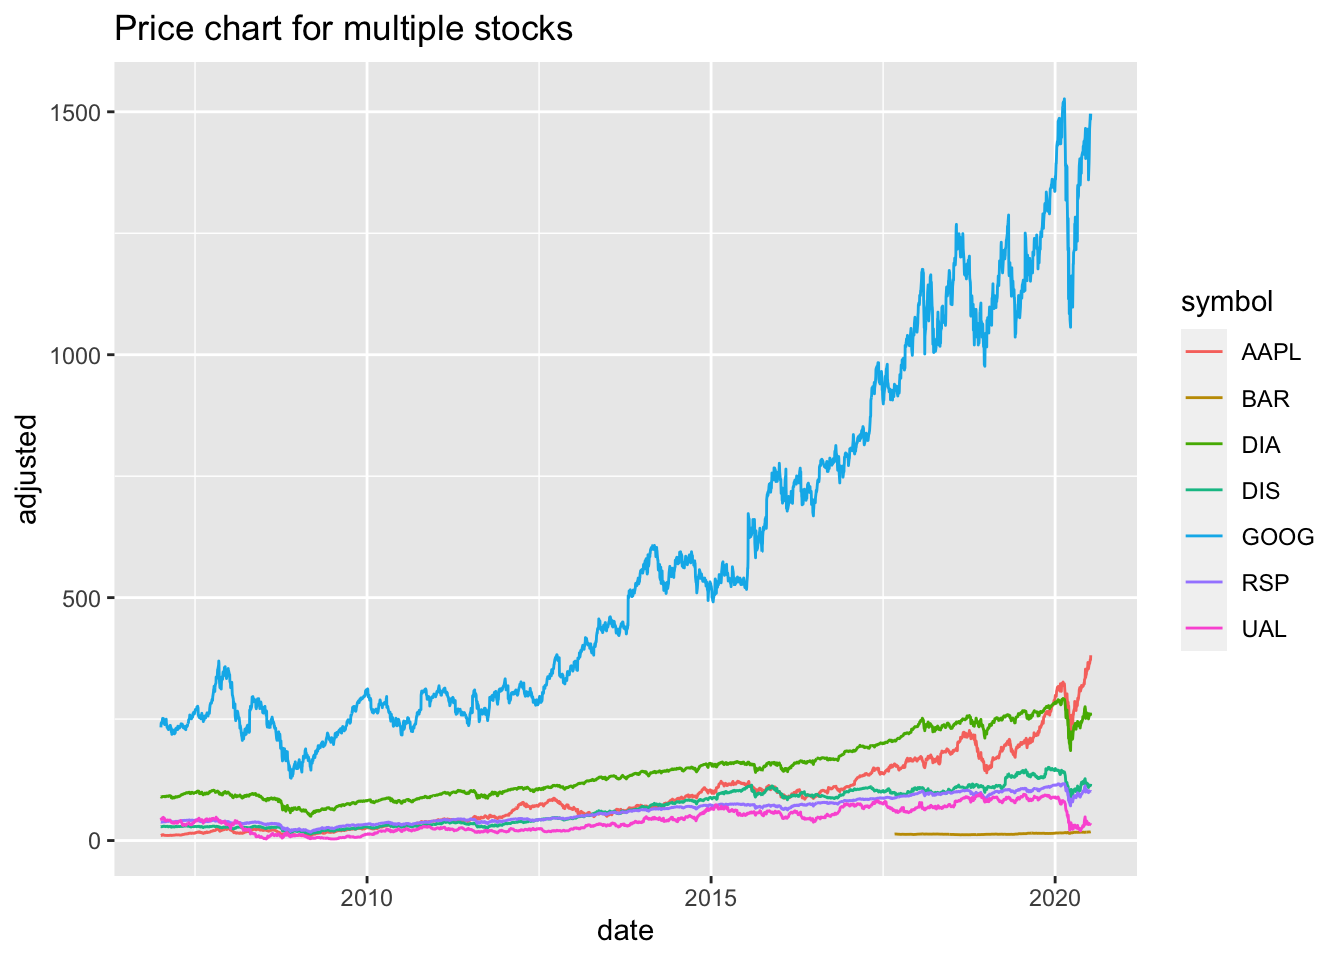 Price chart for multiple stocks
1500
1000
500
0
adjusted
2010
2015
2020
date
symbol
AAPL
BAR
DIA
DIS
GOOG
RSP
UAL